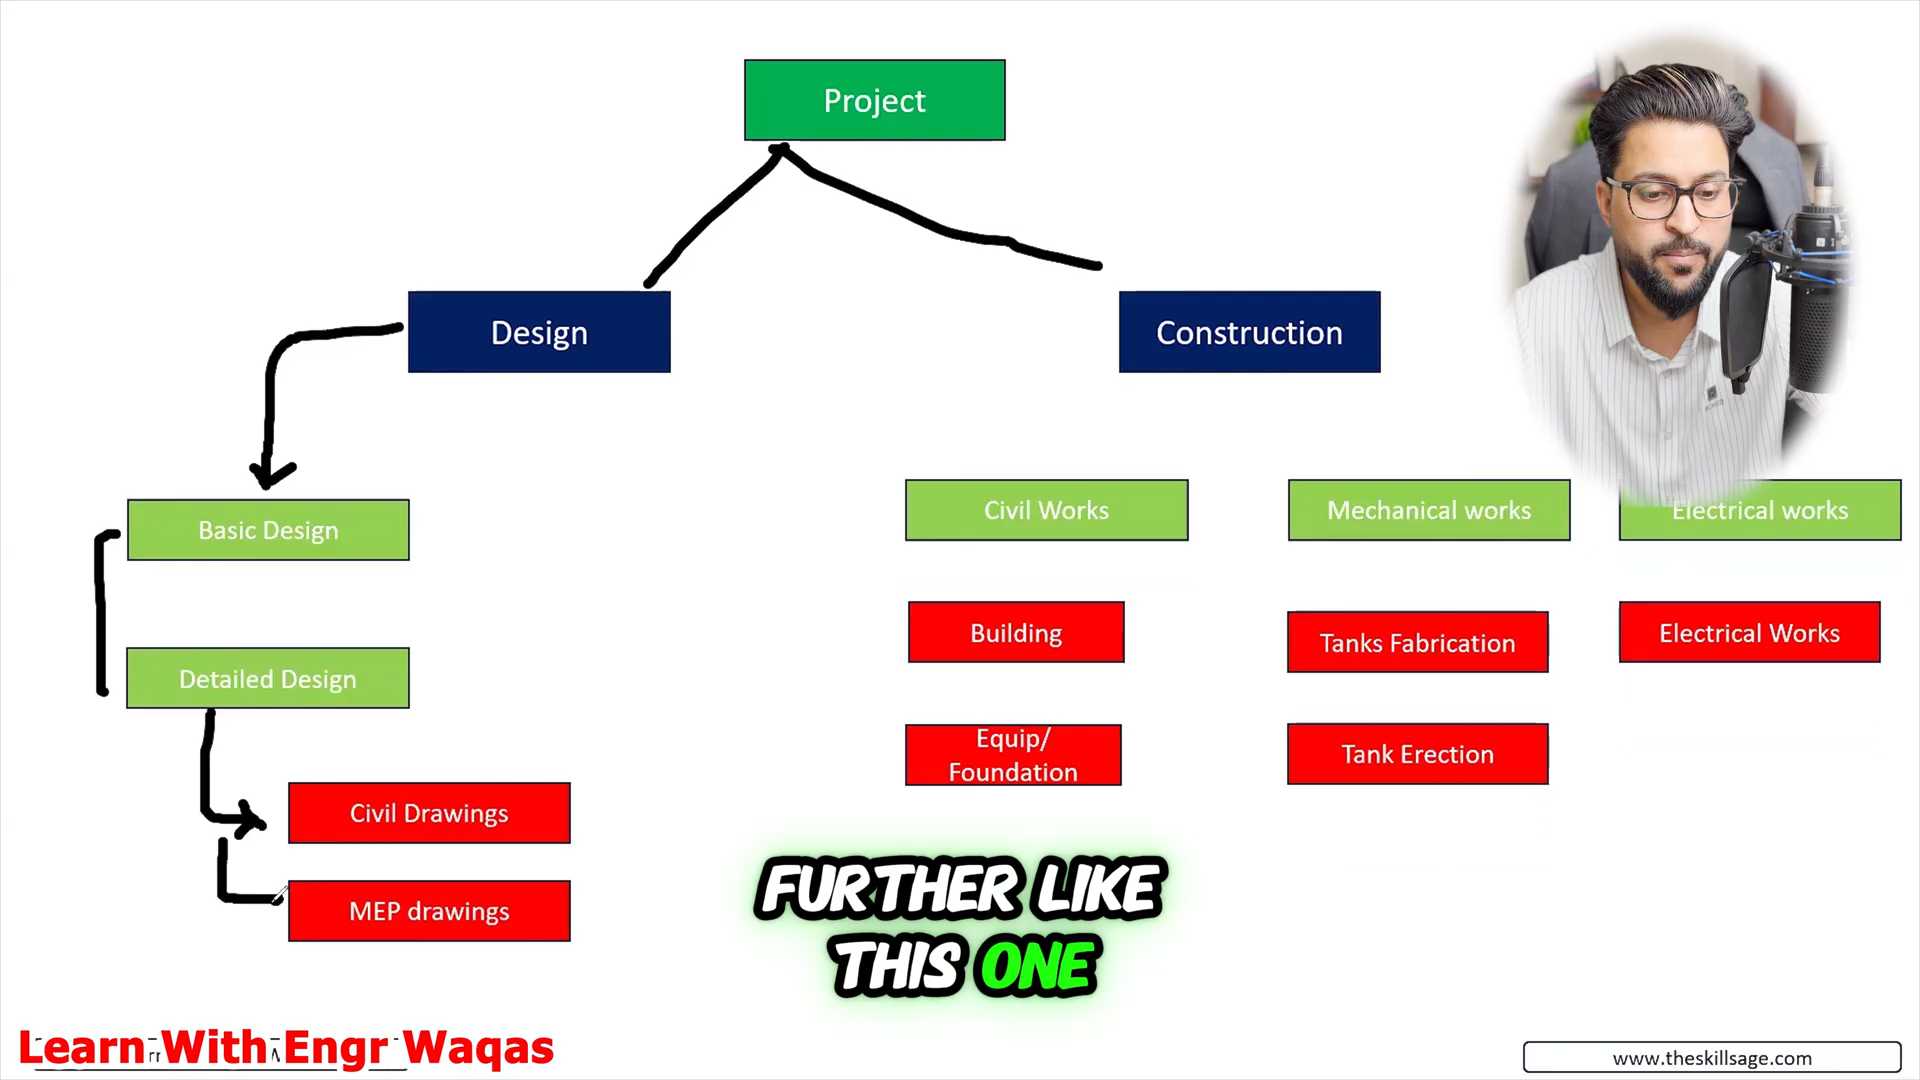 Project
Design
Construction
Basic Design
Detailed Design
Civil Drawings
MEP drawings
Civil Works
Mechanical works
Electrical works
Building
Tanks Fabrication
Electrical Works
Equip/
Foundation
Tank Erection
FURTHER LIKE
THIS ONE
Learn With Engr Waqas
www.theskillsage.com